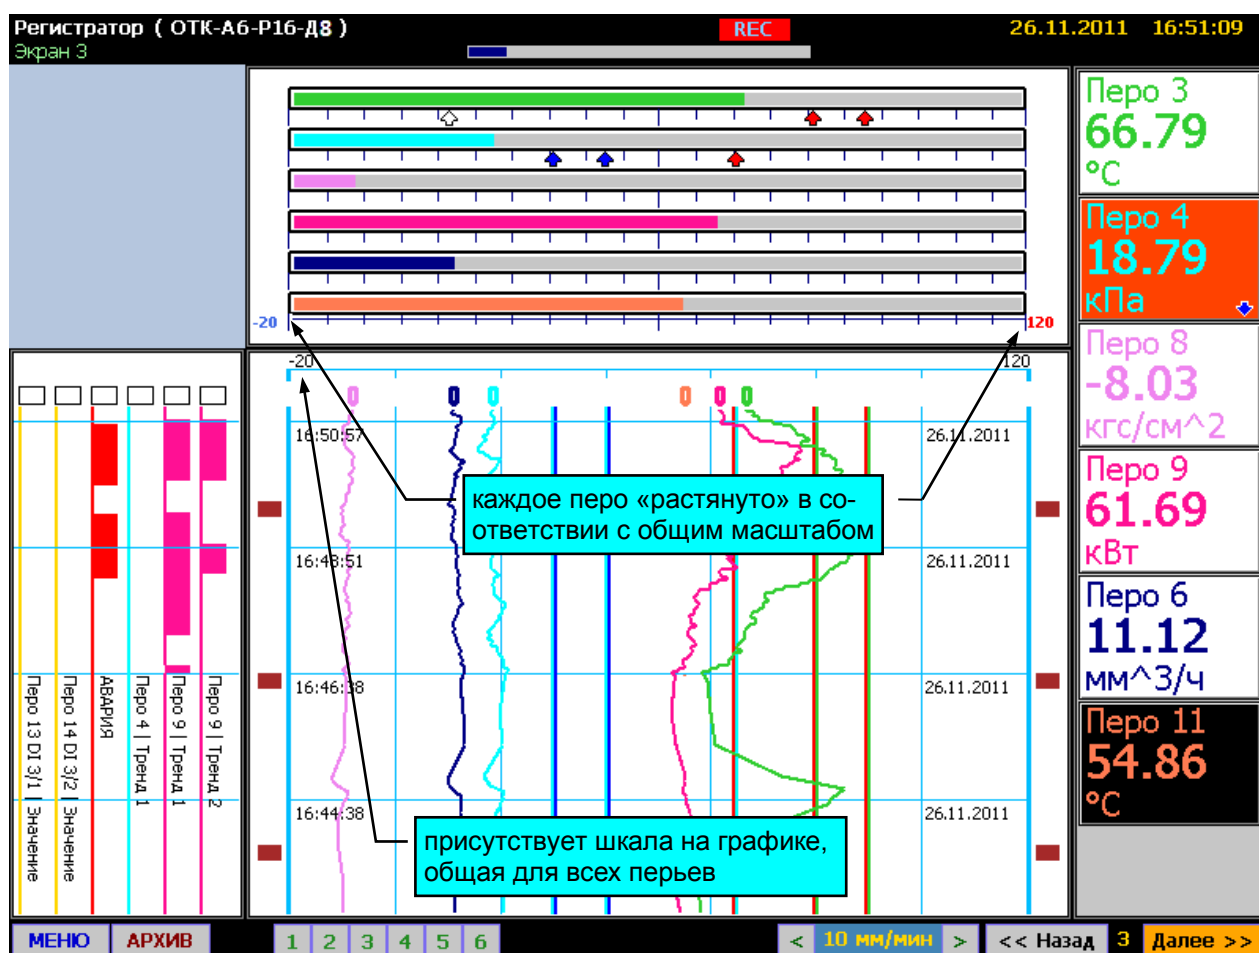 Регистратор ( ОТК-А6-Р16-Д8 )
REC
26.11.2011 16:51:09
Экран 3
-20
120
Перо 3
66.79
°C
Перо 4
18.79
кПа
Перо 8
-8.03
кгс/см^2
Перо 9
61.69
кВт
Перо 6
11.12
мм^3/ч
Перо 11
54.86
°C
-20
120
16:50:57
26.11.2011
каждое перо «растянуто» в со-
ответствии с общим масштабом
16:48:51
26.11.2011
16:46:38
26.11.2011
16:44:38
26.11.2011
присутствует шкала на графике,
общая для всех перьев
Перо 13 DI 3/1 | Значение
Перо 14 DI 3/2 | Значение
АВАРИЯ
Перо 4 | Тренд 1
Перо 9 | Тренд 1
Перо 9 | Тренд 2
МЕНЮ
АРХИВ
1 2 3 4 5 6
< 10 мм/мин >
<< Назад 3 Далее >>